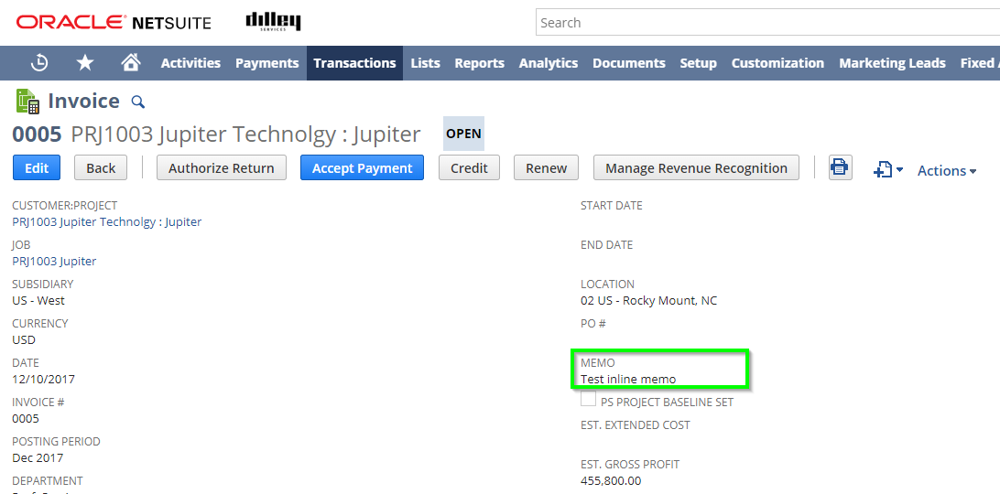 ORACLE NETSUITE
dilley
SERVICES
Search
Activities Payments Transactions Lists Reports Analytics Documents Setup Customization Marketing Leads Fixed
Invoice
0005 PRJ1003 Jupiter Technolgy : Jupiter OPEN
Edit Back Authorize Return Accept Payment Credit Renew Manage Revenue Recognition Actions
CUSTOMER:PROJECT
PRJ1003 Jupiter Technolgy : Jupiter
JOB
PRJ1003 Jupiter
SUBSIDIARY
US - West
CURRENCY
USD
DATE
12/10/2017
INVOICE #
0005
POSTING PERIOD
Dec 2017
DEPARTMENT
START DATE
END DATE
LOCATION
02 US - Rocky Mount, NC
PO #
MEMO
Test inline memo
PS PROJECT BASELINE SET
EST. EXTENDED COST
EST. GROSS PROFIT
455,800.00